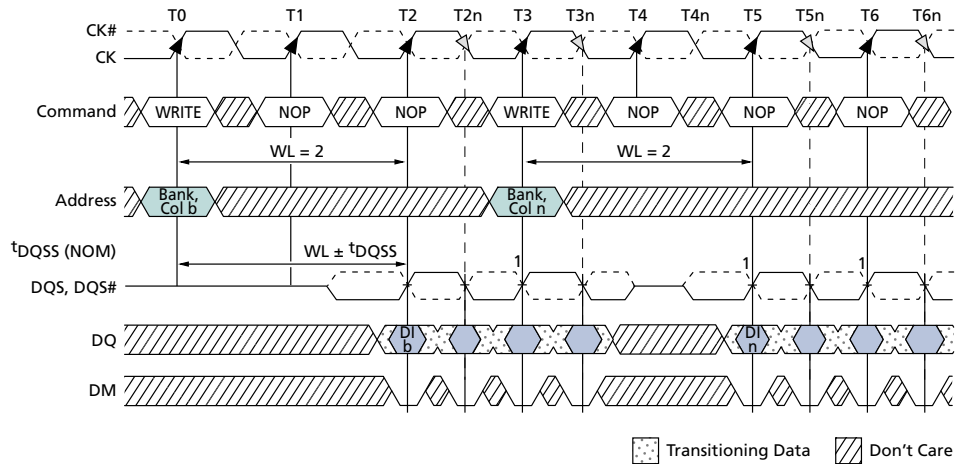 T0 T1 T2 T2n T3 T3n T4 T4n T5 T5n T6 T6n
CK#
CK
Command WRITE NOP NOP WRITE NOP NOP NOP
WL = 2 WL = 2
Address Bank, Col b Bank, Col n
tDQSS (NOM) WL ± tDQSS 1 1 1
DQS, DQS#
DQ DI b DI n
DM
Transitioning Data Don't Care